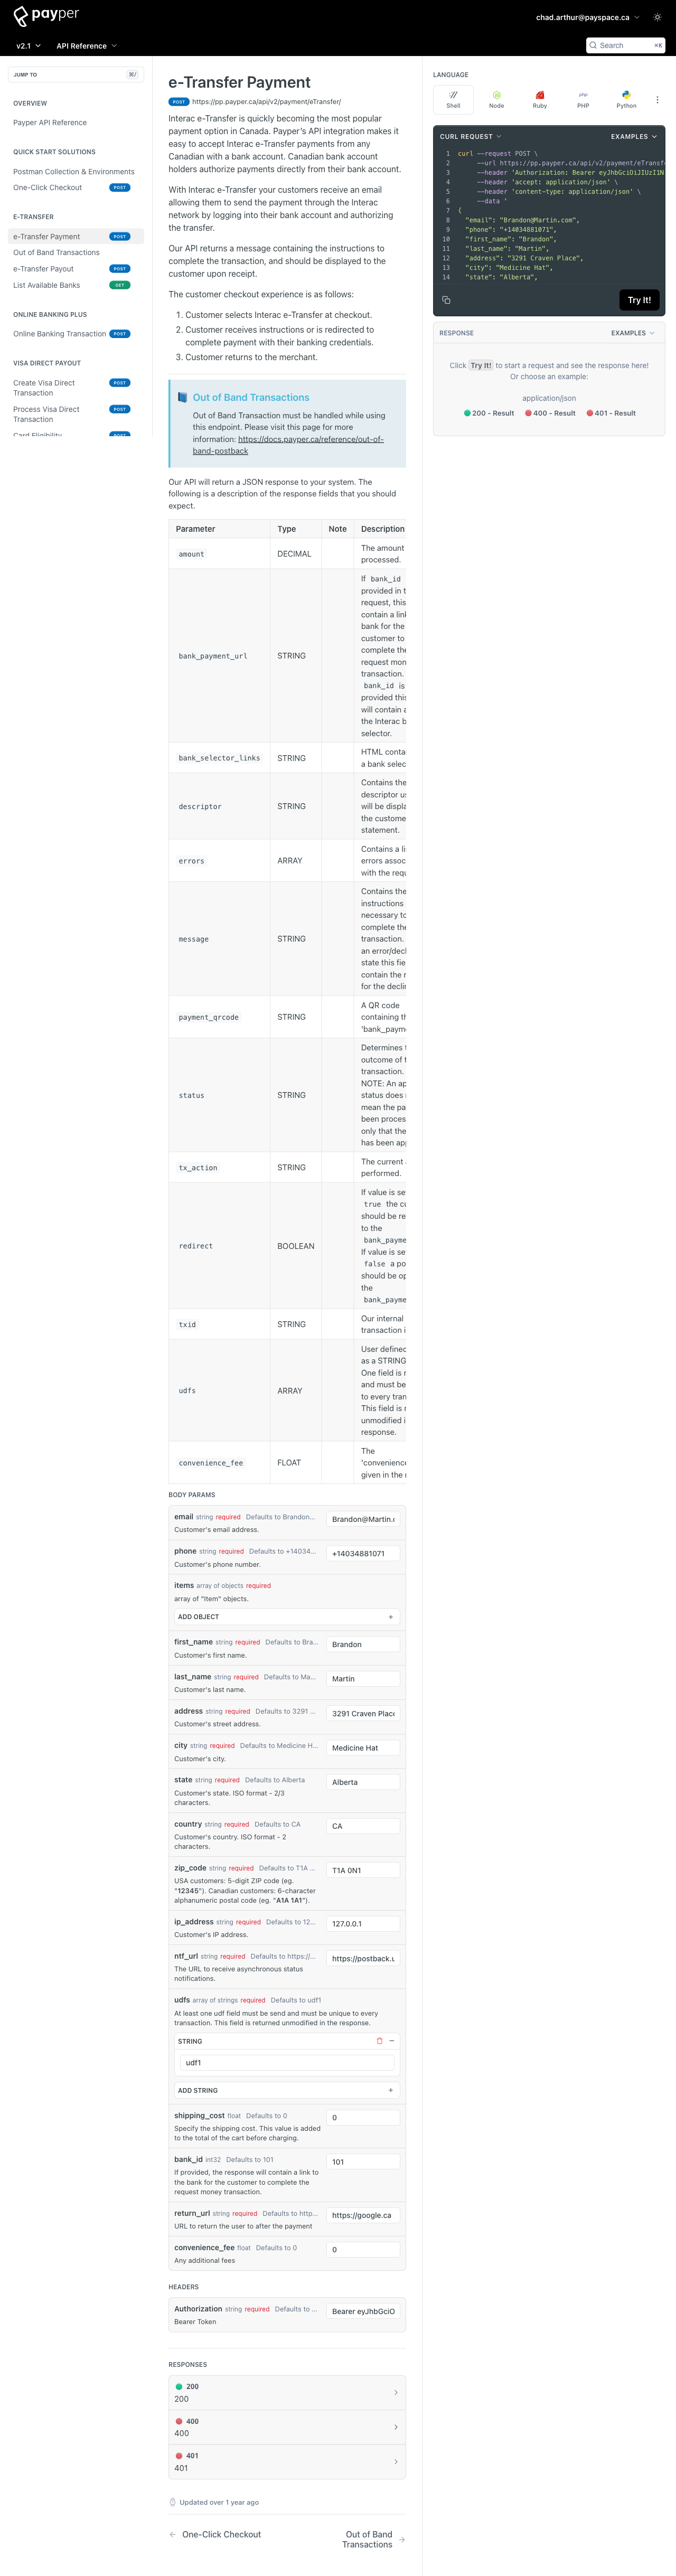 payper
chad.arthur@payspace.ca
v2.1
API Reference
Search
⌘K
JUMP TO
⌘/
OVERVIEW
Payper API Reference
QUICK START SOLUTIONS
Postman Collection & Environments
One-Click Checkout POST
E-TRANSFER
e-Transfer Payment POST
Out of Band Transactions
e-Transfer Payout POST
List Available Banks GET
ONLINE BANKING PLUS
Online Banking Transaction POST
VISA DIRECT PAYOUT
Create Visa Direct POST
Transaction
Process Visa Direct POST
Transaction
Card Eligibility
e-Transfer Payment
POST https://pp.payper.ca/api/v2/payment/eTransfer/
Interac e-Transfer is quickly becoming the most popular
payment option in Canada. Payper's API integration makes it
easy to accept Interac e-Transfer payments from any
Canadian with a bank account. Canadian bank account
holders authorize payments directly from their bank account.
With Interac e-Transfer your customers receive an email
allowing them to send the payment through the Interac
network by logging into their bank account and authorizing
the transfer.
Our API returns a message containing the instructions to
complete the transaction, and should be displayed to the
customer upon receipt.
The customer checkout experience is as follows:
1. Customer selects Interac e-Transfer at checkout.
2. Customer receives instructions or is redirected to
complete payment with their banking credentials.
3. Customer returns to the merchant.
Out of Band Transactions
Out of Band Transaction must be handled while using
this endpoint. Please visit this page for more
information: https://docs.payper.ca/reference/out-of-
band-postback
Our API will return a JSON response to your system. The
following is a description of the response fields that you should
expect.
Parameter Type Note Description
amount DECIMAL The amount
processed.
bank_payment_url STRING If bank_id
provided in t
request, this
contain a link
bank for the
customer to
complete the
request mon
transaction.
bank_id is
provided this
will contain a
the Interac b
selector.
bank_selector_links STRING HTML conta
a bank selec
descriptor STRING Contains the
descriptor us
will be displa
the custome
statement.
errors ARRAY Contains a li
errors assoc
with the requ
message STRING Contains the
instructions
necessary to
complete the
transaction.
an error/decl
state this fie
contain the r
for the declin
payment_qrcode STRING A QR code
containing th
'bank_payme
status STRING Determines t
outcome of t
transaction.
NOTE: An ap
status does
mean the pa
been proces
only that the
has been ap
tx_action STRING The current
performed.
redirect BOOLEAN If value is se
true the cu
should be re
to the
bank_payme
If value is se
false a po
should be op
the
bank_payme
txid STRING Our internal
transaction i
udfs ARRAY User defined
as a STRING
One field is r
and must be
to every tran
This field is r
unmodified i
response.
convenience_fee FLOAT The
'convenience
given in the r
BODY PARAMS
email string required Defaults to Brandon… Brandon@Martin.c
Customer's email address.
phone string required Defaults to +14034… +14034881071
Customer's phone number.
items array of objects required
array of "Item" objects.
ADD OBJECT +
first_name string required Defaults to Bra… Brandon
Customer's first name.
last_name string required Defaults to Ma… Martin
Customer's last name.
address string required Defaults to 3291 … 3291 Craven Place
Customer's street address.
city string required Defaults to Medicine H… Medicine Hat
Customer's city.
state string required Defaults to Alberta Alberta
Customer's state. ISO format - 2/3
characters.
country string required Defaults to CA CA
Customer's country. ISO format - 2
characters.
zip_code string required Defaults to T1A … T1A 0N1
USA customers: 5-digit ZIP code (eg.
"12345"). Canadian customers: 6-character
alphanumeric postal code (eg. "A1A 1A1").
ip_address string required Defaults to 12… 127.0.0.1
Customer's IP address.
ntf_url string required Defaults to https://… https://postback.u
The URL to receive asynchronous status
notifications.
udfs array of strings required Defaults to udf1
At least one udf field must be send and must be unique to every
transaction. This field is returned unmodified in the response.
STRING
udf1
ADD STRING +
shipping_cost float Defaults to 0 0
Specify the shipping cost. This value is added
to the total of the cart before charging.
bank_id int32 Defaults to 101 101
If provided, the response will contain a link to
the bank for the customer to complete the
request money transaction.
return_url string required Defaults to http… https://google.ca
URL to return the user to after the payment
convenience_fee float Defaults to 0 0
Any additional fees
HEADERS
Authorization string required Defaults to … Bearer eyJhbGciO
Bearer Token
RESPONSES
200
200
400
400
401
401
Updated over 1 year ago
One-Click Checkout
Out of Band
Transactions
LANGUAGE
Shell Node Ruby PHP Python
CURL REQUEST EXAMPLES
1 curl --request POST \
2 --url https://pp.payper.ca/api/v2/payment/eTransfe
3 --header 'Authorization: Bearer eyJhbGciOiJIUzI1N
4 --header 'accept: application/json' \
5 --header 'content-type: application/json' \
6 --data '
7 {
8 "email": "Brandon@Martin.com",
9 "phone": "+14034881071",
10 "first_name": "Brandon",
11 "last_name": "Martin",
12 "address": "3291 Craven Place",
13 "city": "Medicine Hat",
14 "state": "Alberta",
Try It!
RESPONSE EXAMPLES
Click Try It! to start a request and see the response here!
Or choose an example:
application/json
200 - Result 400 - Result 401 - Result